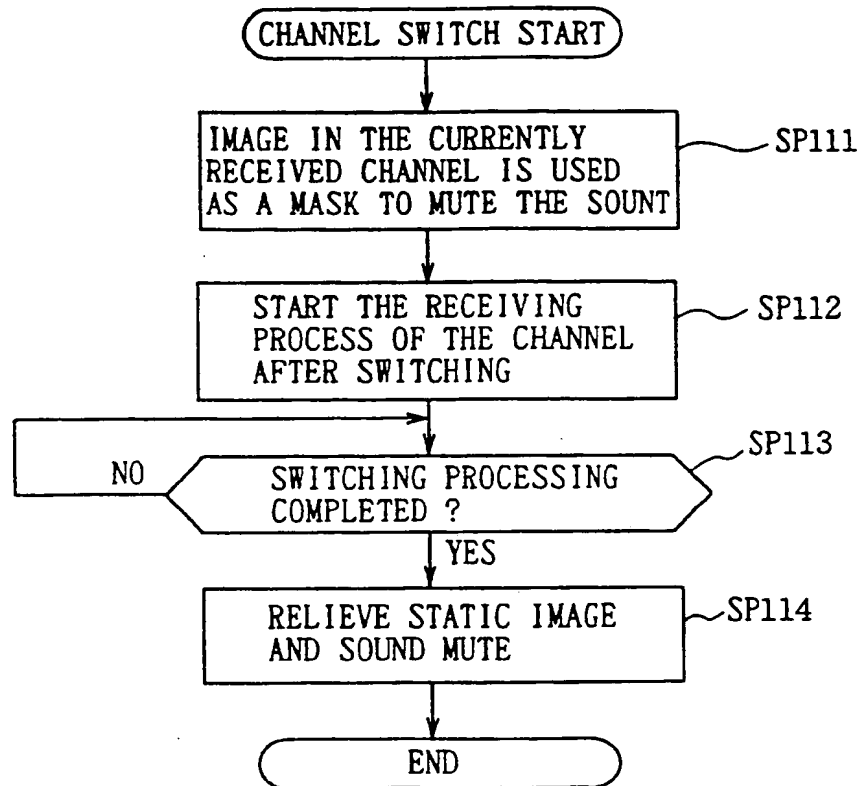 CHANNEL SWITCH START
IMAGE IN THE CURRENTLY
RECEIVED CHANNEL IS USED
AS A MASK TO MUTE THE SOUNT
SP111
START THE RECEIVING
PROCESS OF THE CHANNEL
AFTER SWITCHING
SP112
SP113
NO
SWITCHING PROCESSING
COMPLETED ?
YES
RELIEVE STATIC IMAGE
AND SOUND MUTE
SP114
END